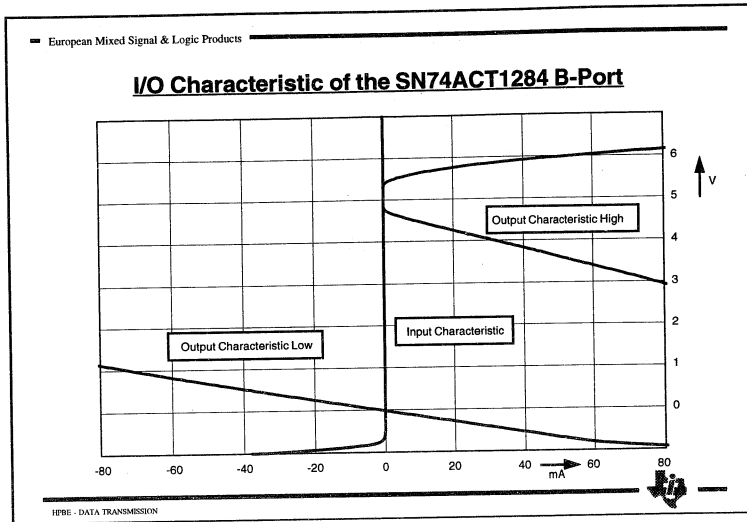 European Mixed Signal & Logic Products
I/O Characteristic of the SN74ACT1284 B-Port
6
V
5
Output Characteristic High
4
3
2
Input Characteristic
Output Characteristic Low
1
0
-80 -60 -40 -20 0 20 40 60 80
mA
HPBE - DATA TRANSMISSION